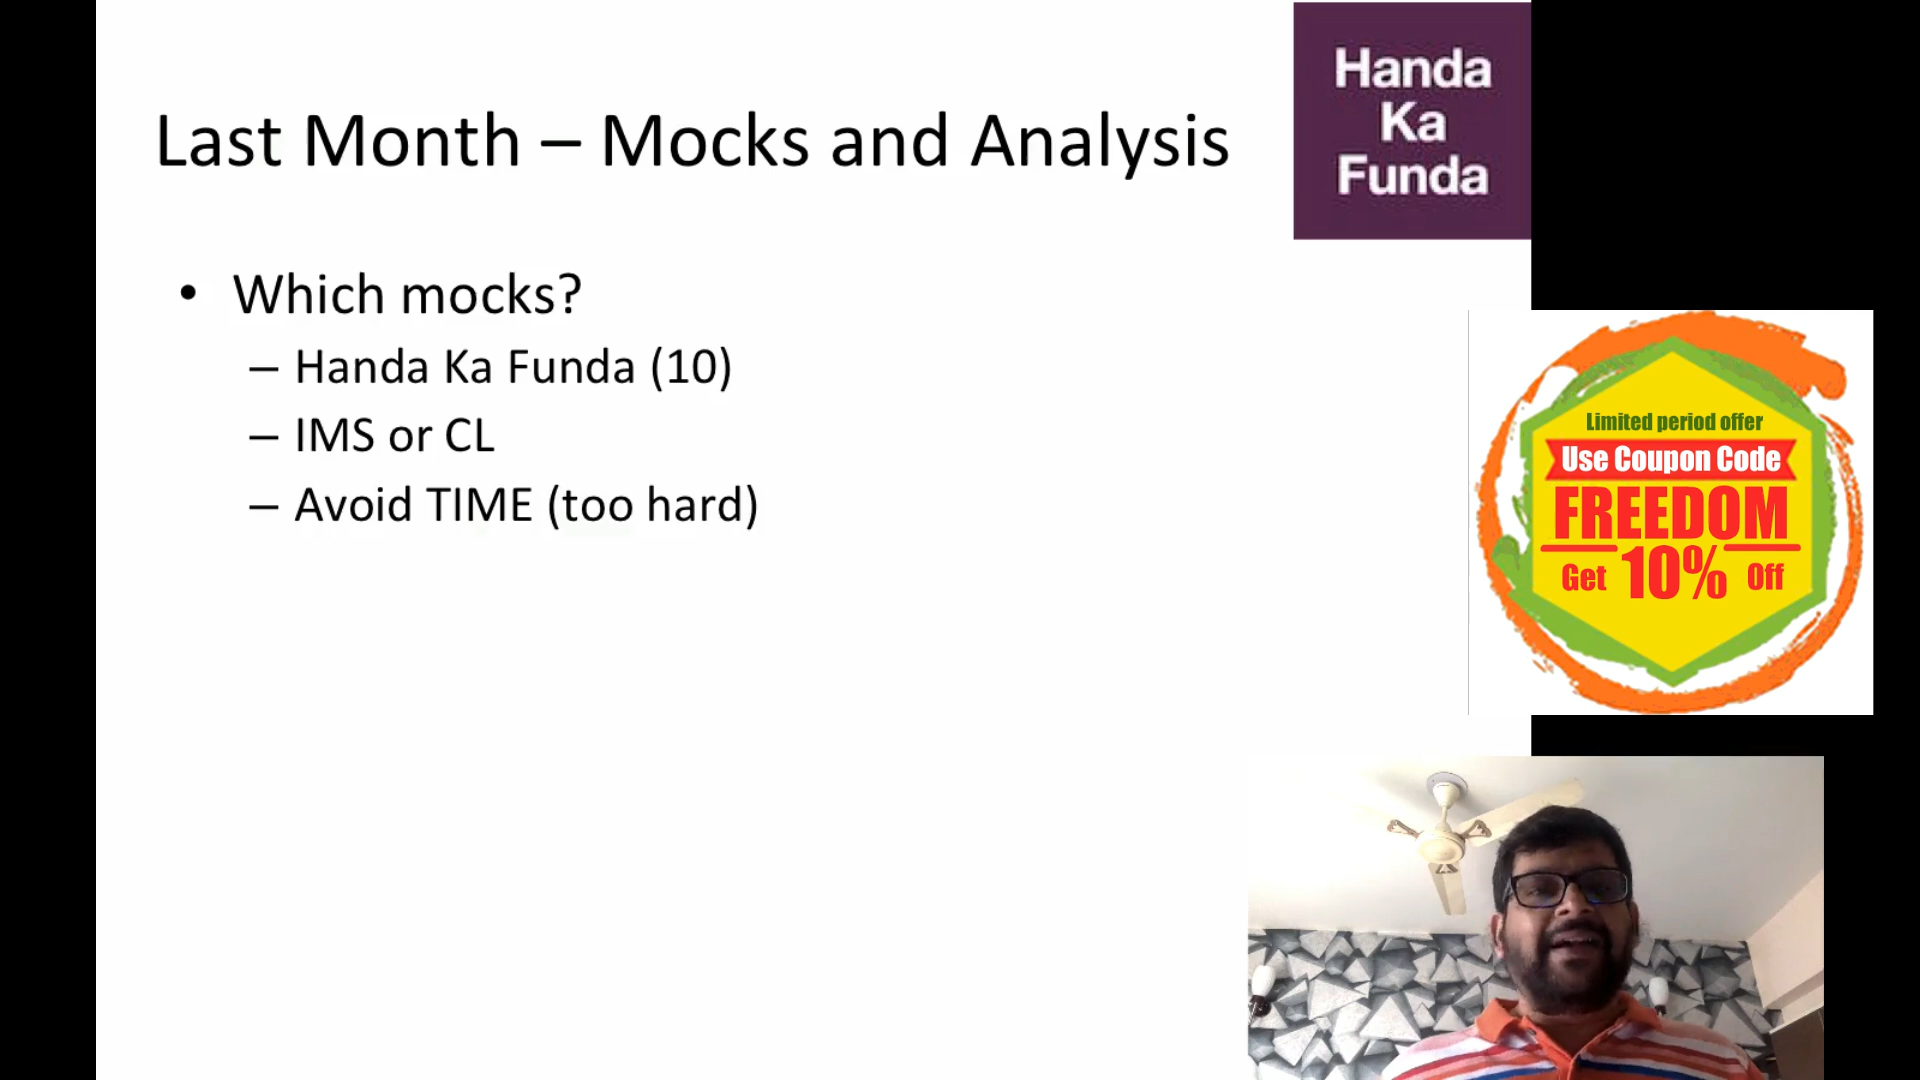 Last Month – Mocks and Analysis
Handa
Ka
Funda
• Which mocks?
– Handa Ka Funda (10)
– IMS or CL
– Avoid TIME (too hard)
Limited period offer
Use Coupon Code
FREEDOM
Get 10% Off